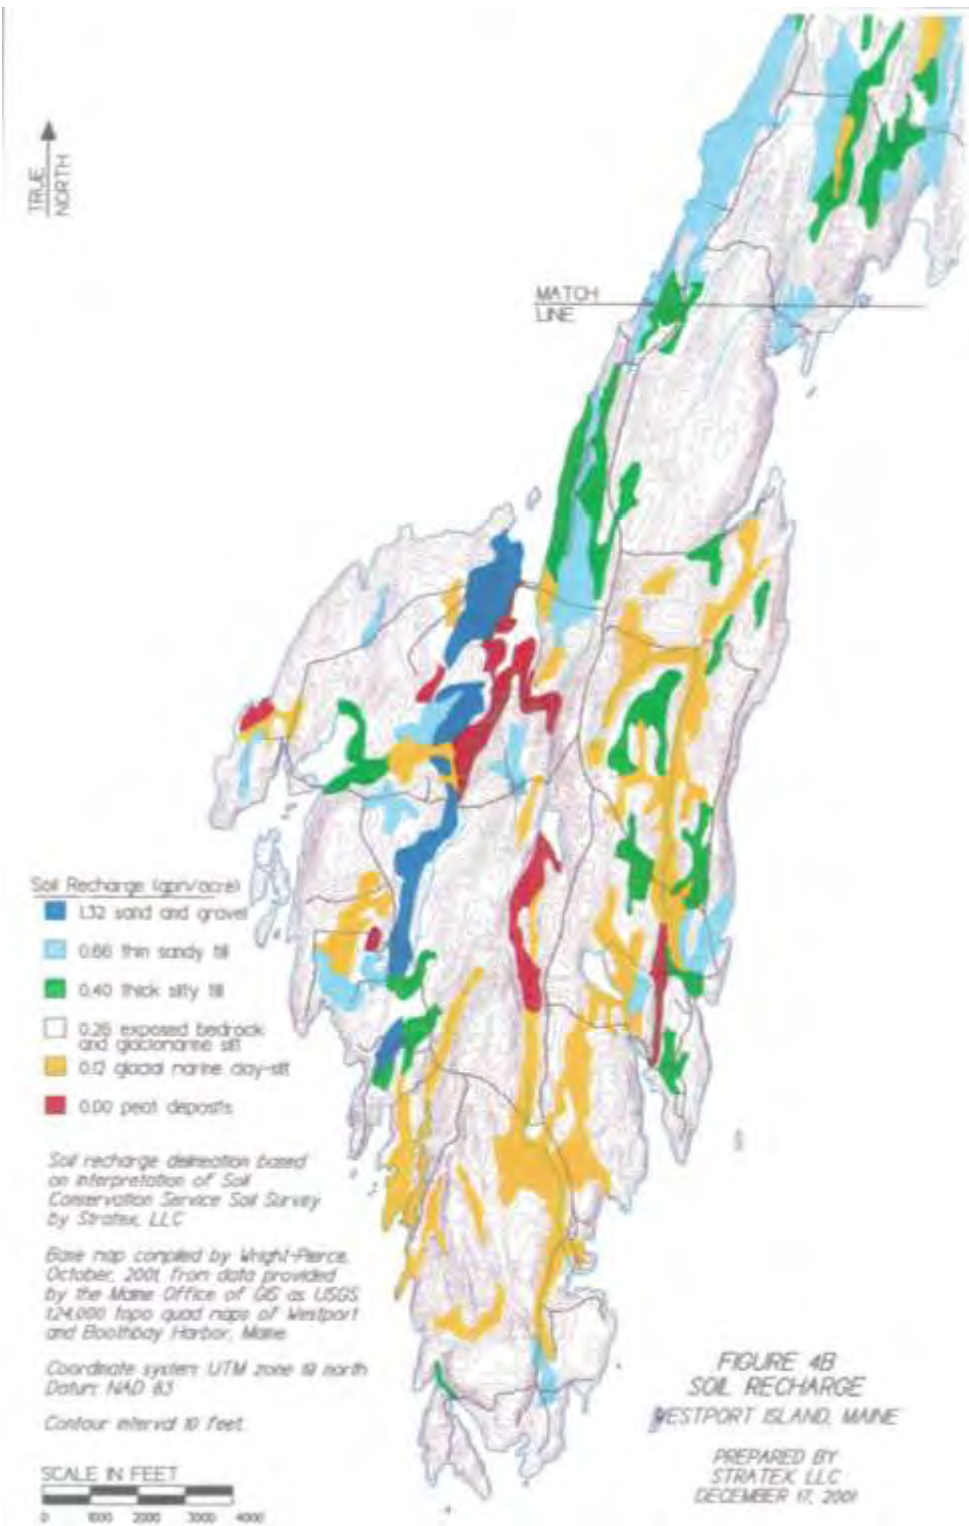 TRUE
NORTH
MATCH
LINE
Soil Recharge (gpm/acre)
1.32 sand and gravel
0.66 thin sandy till
0.40 thick silty till
0.26 exposed bedrock
and glaciomarine silt
0.12 glacial marine clay-silt
0.00 peat deposits
Soil recharge delineation based
on interpretation of Soil
Conservation Service Soil Survey
by Stratex, LLC
Base map compiled by Wright-Pierce,
October, 2001, from data provided
by the Maine Office of GIS as USGS
1:24,000 topo quad maps of Westport
and Boothbay Harbor, Maine
Coordinate system: UTM zone 19 north
Datum: NAD 83
Contour interval 10 feet.
SCALE IN FEET
0 1000 2000 3000 4000
FIGURE 4B
SOIL RECHARGE
WESTPORT ISLAND, MAINE
PREPARED BY
STRATEX, LLC
DECEMBER 17, 2001